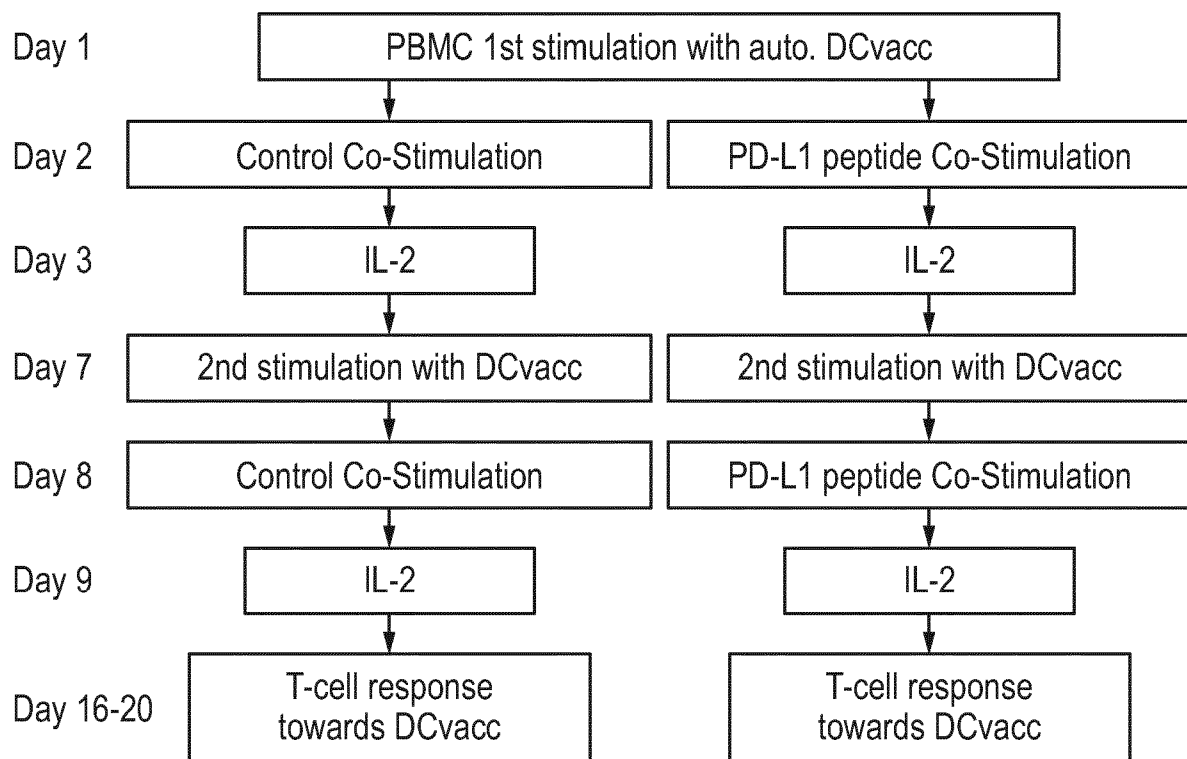 Day 1
PBMC 1st stimulation with auto. DCvacc
Day 2
Control Co-Stimulation
PD-L1 peptide Co-Stimulation
Day 3
IL-2
IL-2
Day 7
2nd stimulation with DCvacc
2nd stimulation with DCvacc
Day 8
Control Co-Stimulation
PD-L1 peptide Co-Stimulation
Day 9
IL-2
IL-2
Day 16-20
T-cell response
towards DCvacc
T-cell response
towards DCvacc